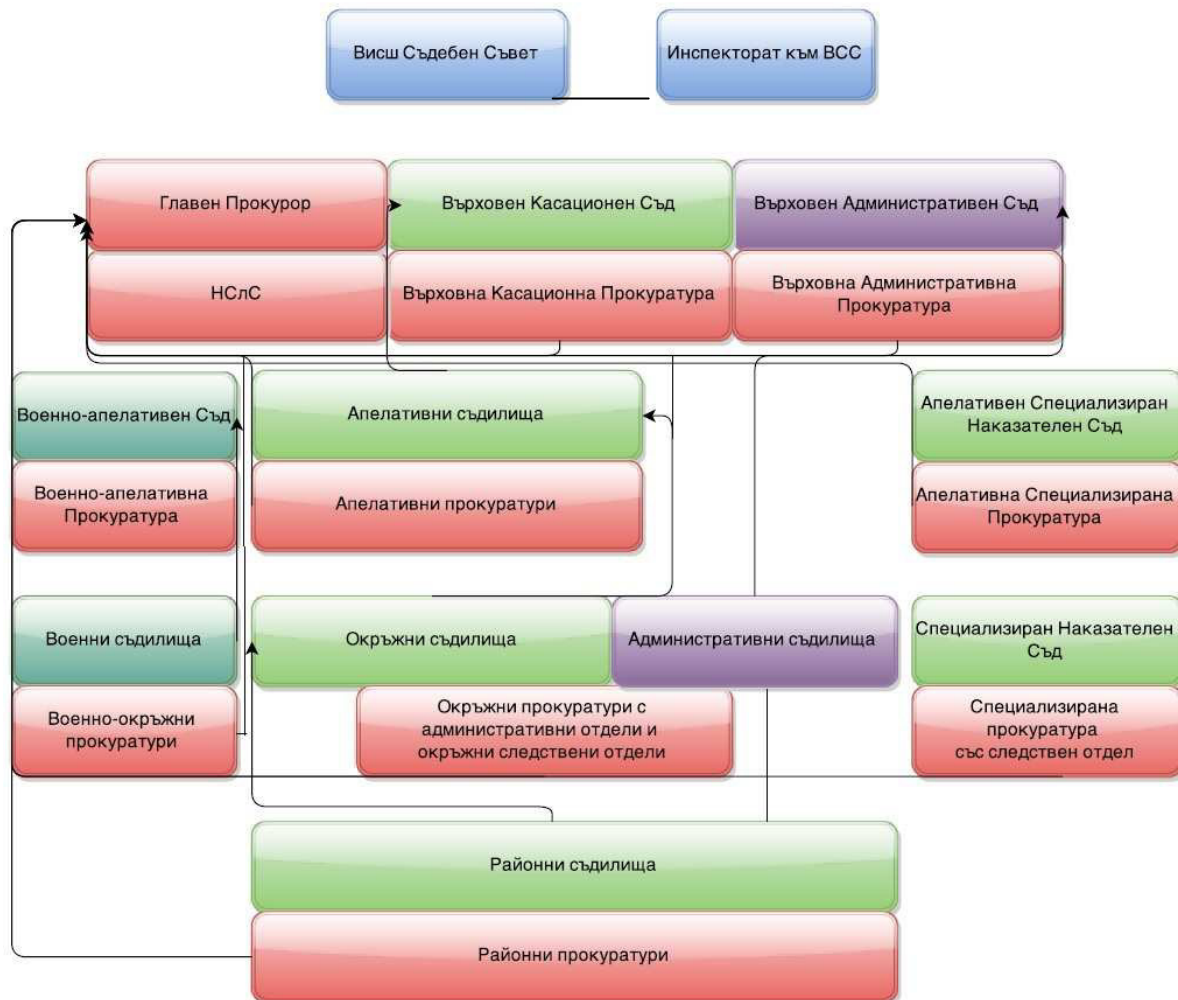 Висш Съдебен Съвет
Инспекторат към ВСС
Главен Прокурор
Върховен Касационен Съд
Върховен Административен Съд
НСлС
Върховна Касационна Прокуратура
Върховна Административна
Прокуратура
Военно-апелативен Съд
Апелативни съдилища
Апелативен Специализиран
Наказателен Съд
Военно-апелативна
Прокуратура
Апелативни прокуратури
Апелативна Специализирана
Прокуратура
Военни съдилища
Окръжни съдилища
Административни съдилища
Специализиран Наказателен
Съд
Военно-окръжни
прокуратури
Окръжни прокуратури с
административни отдели и
окръжни следствени отдели
Специализирана
прокуратура
със следствен отдел
Районни съдилища
Районни прокуратури